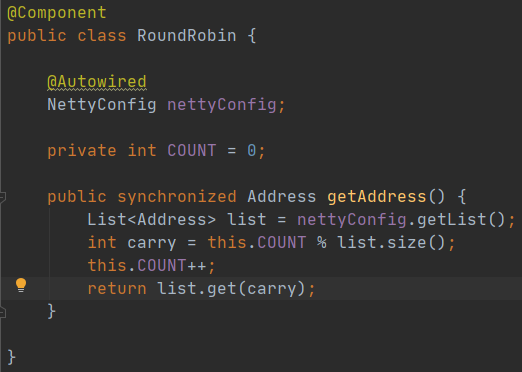 @Component
public class RoundRobin {
@Autowired
NettyConfig nettyConfig;
private int COUNT = 0;
public synchronized Address getAddress() {
List<Address> list = nettyConfig.getList();
int carry = this.COUNT % list.size();
this.COUNT++;
return list.get(carry);
}
}